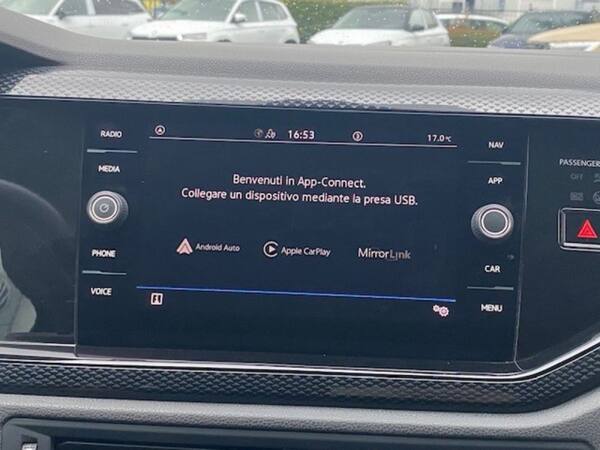 RADIO
16:53
17.0°C
NAV
MEDIA
APP
Benvenuti in App-Connect.
Collegare un dispositivo mediante la presa USB.
Android Auto
Apple CarPlay
MirrorLink
PHONE
CAR
VOICE
MENU
PASSENGER
OFF